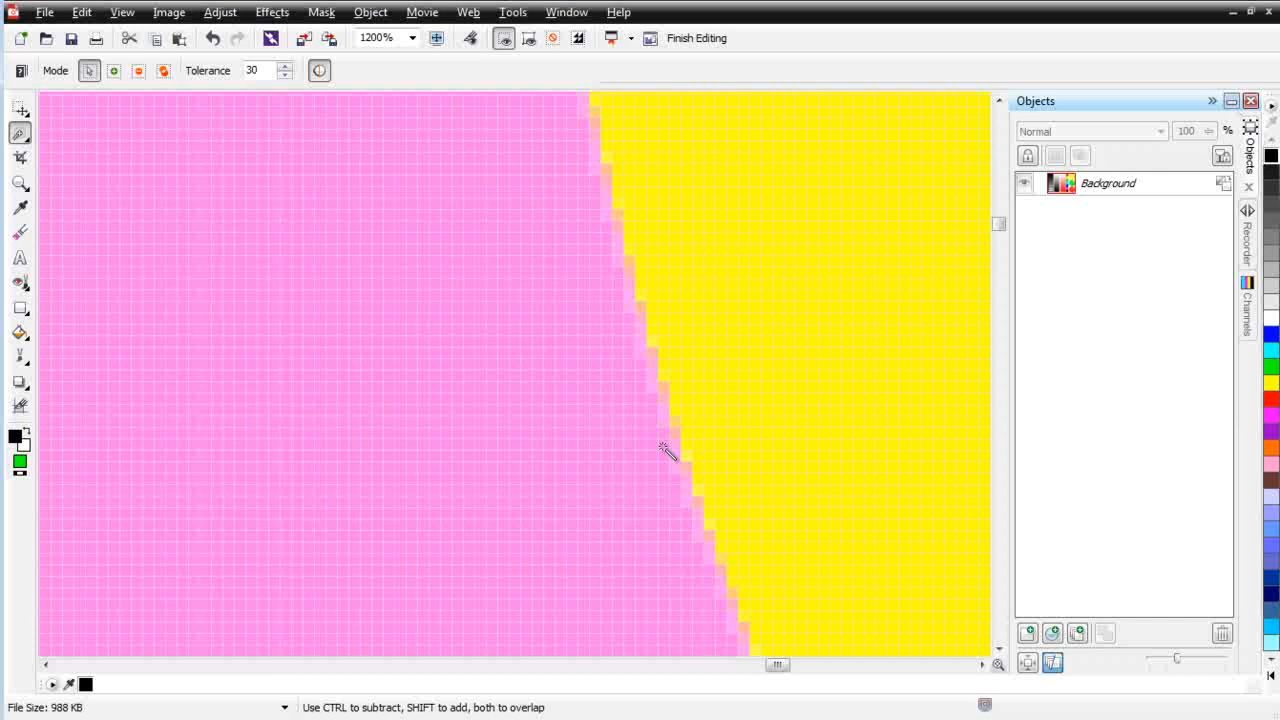 File Edit View Image Adjust Effects Mask Object Movie Web Tools Window Help
1200% Finish Editing
Mode Tolerance 30
Objects
Normal 100 %
Background
Objects
Recorder
Channels
File Size: 988 KB Use CTRL to subtract, SHIFT to add, both to overlap